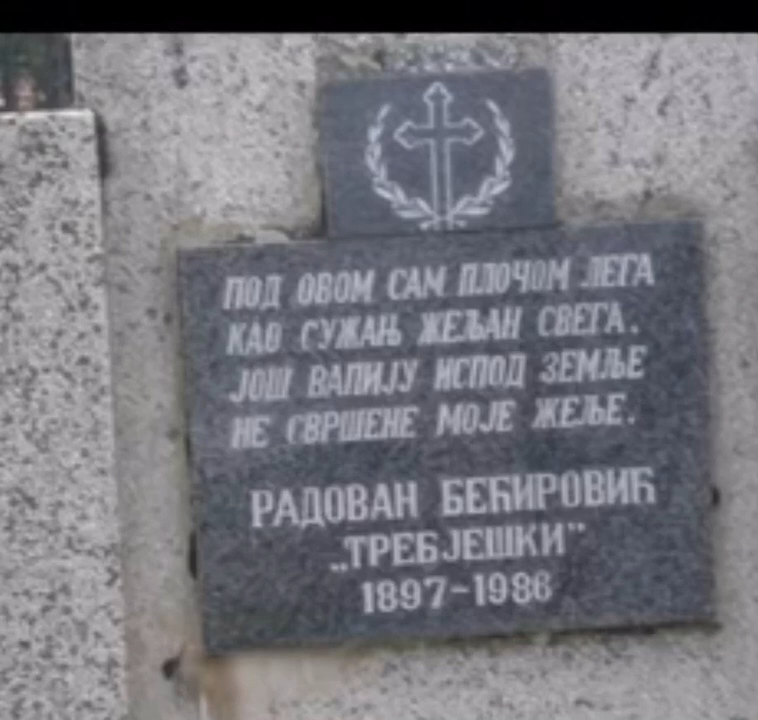 ПОД ОВОМ САМ ПЛОЧОМ ЛЕГА
КАО СУЖАЊ ЖЕЉАН СВЕГА.
ЈОШ ВАПИЈУ ИСПОД ЗЕМЉЕ
НЕ СВРШЕНЕ МОЈЕ ЖЕЉЕ.
РАДОВАН БЕЋИРОВИЋ
„ТРЕБЈЕШКИ”
1897-1986